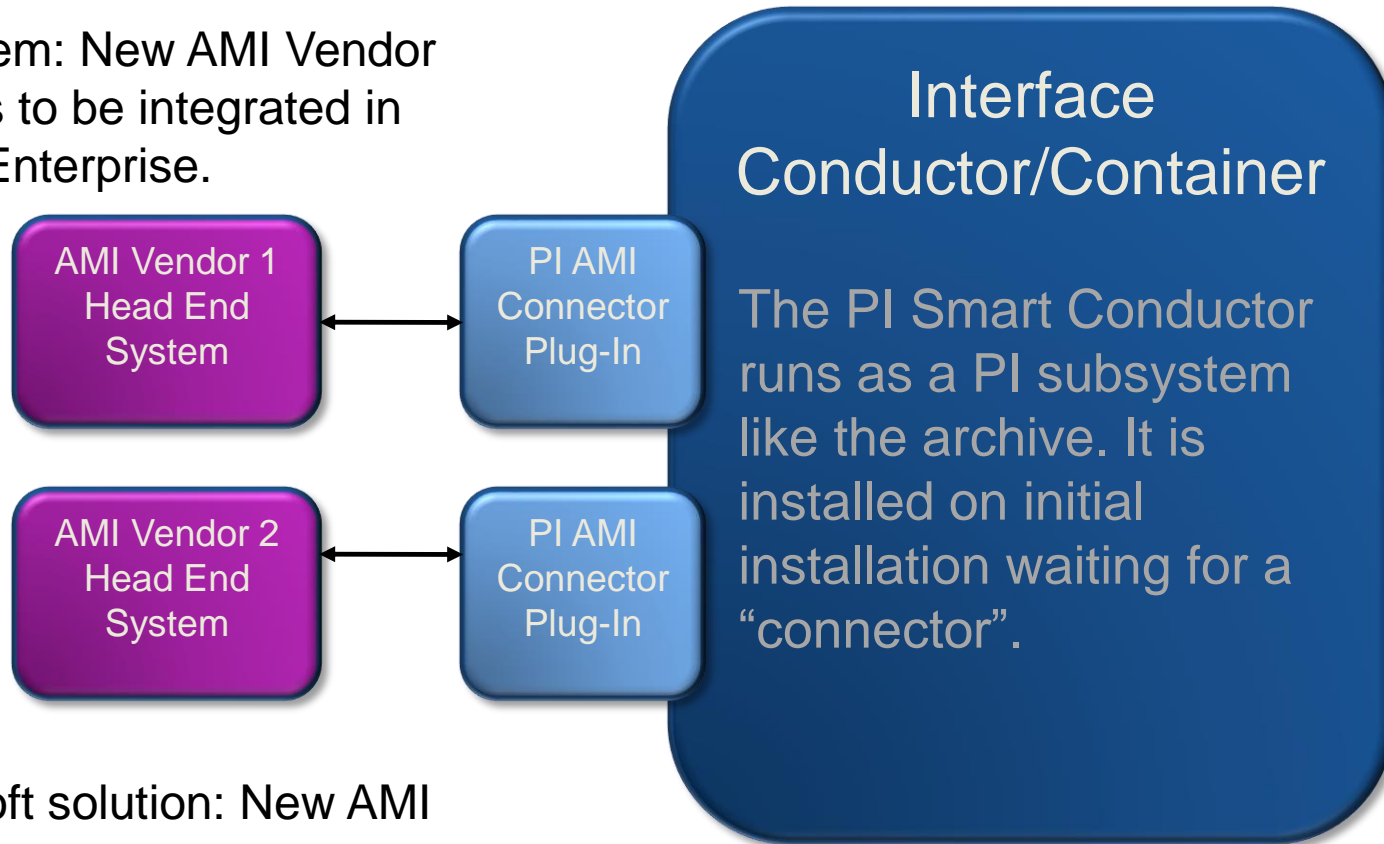 em: New AMI Vendor
s to be integrated in
Enterprise.
Interface
Conductor/Container
AMI Vendor 1
Head End
System
PI AMI
Connector
Plug-In
The PI Smart Conductor
runs as a PI subsystem
like the archive. It is
installed on initial
installation waiting for a
“connector”.
AMI Vendor 2
Head End
System
PI AMI
Connector
Plug-In
oft solution: New AMI